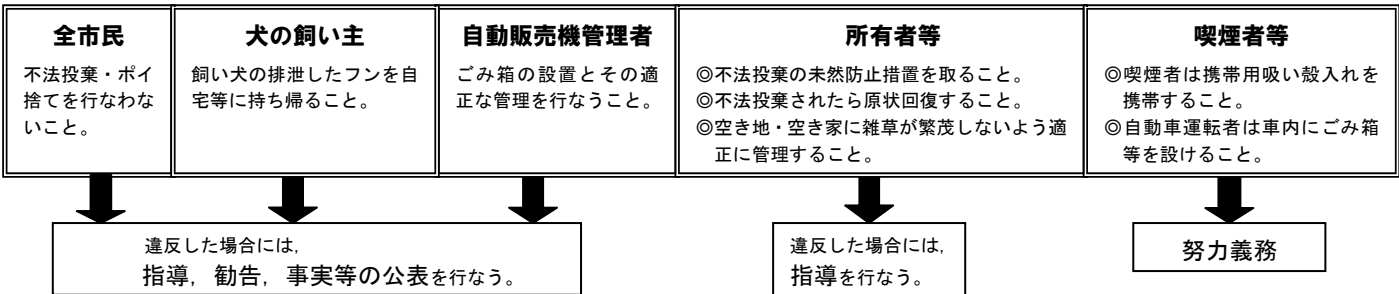 全市民
不法投棄・ポイ
捨てを行なわな
いこと。
犬の飼い主
飼い犬の排泄したフンを自
宅等に持ち帰ること。
自動販売機管理者
ごみ箱の設置とその適
正な管理を行なうこと。
所有者等
◎不法投棄の未然防止措置を取ること。
◎不法投棄されたら原状回復すること。
◎空き地・空き家に雑草が繁茂しないよう適
正に管理すること。
喫煙者等
◎喫煙者は携帯用吸い殻入れを
携帯すること。
◎自動車運転者は車内にごみ箱
等を設けること。
違反した場合には,
指導, 勧告, 事実等の公表を行なう。
違反した場合には,
指導を行なう。
努力義務